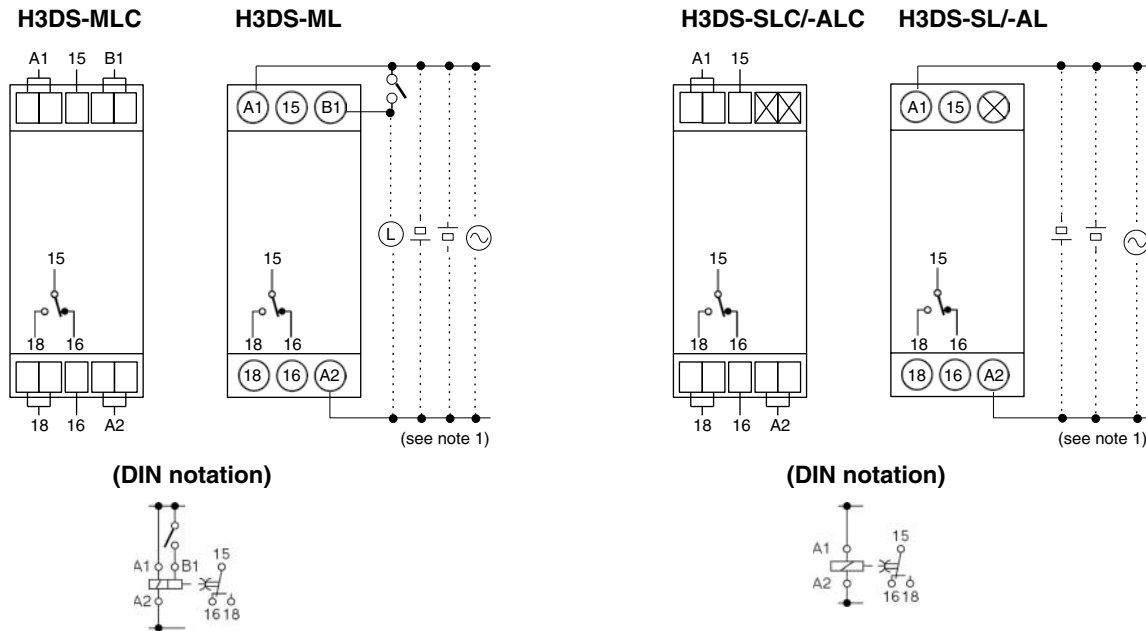 H3DS-MLC H3DS-ML H3DS-SLC/-ALC H3DS-SL/-AL
A1 15 B1
A1 15 B1
A1 15
A1 15
L
15
18 16
15
18 16
15
18 16
15
18 16
18 16 A2
18 16 A2
18 16 A2
18 16 A2
(see note 1)
(see note 1)
(DIN notation)
(DIN notation)
A1 B1 15
A2 16 18
A1 15
A2 16 18